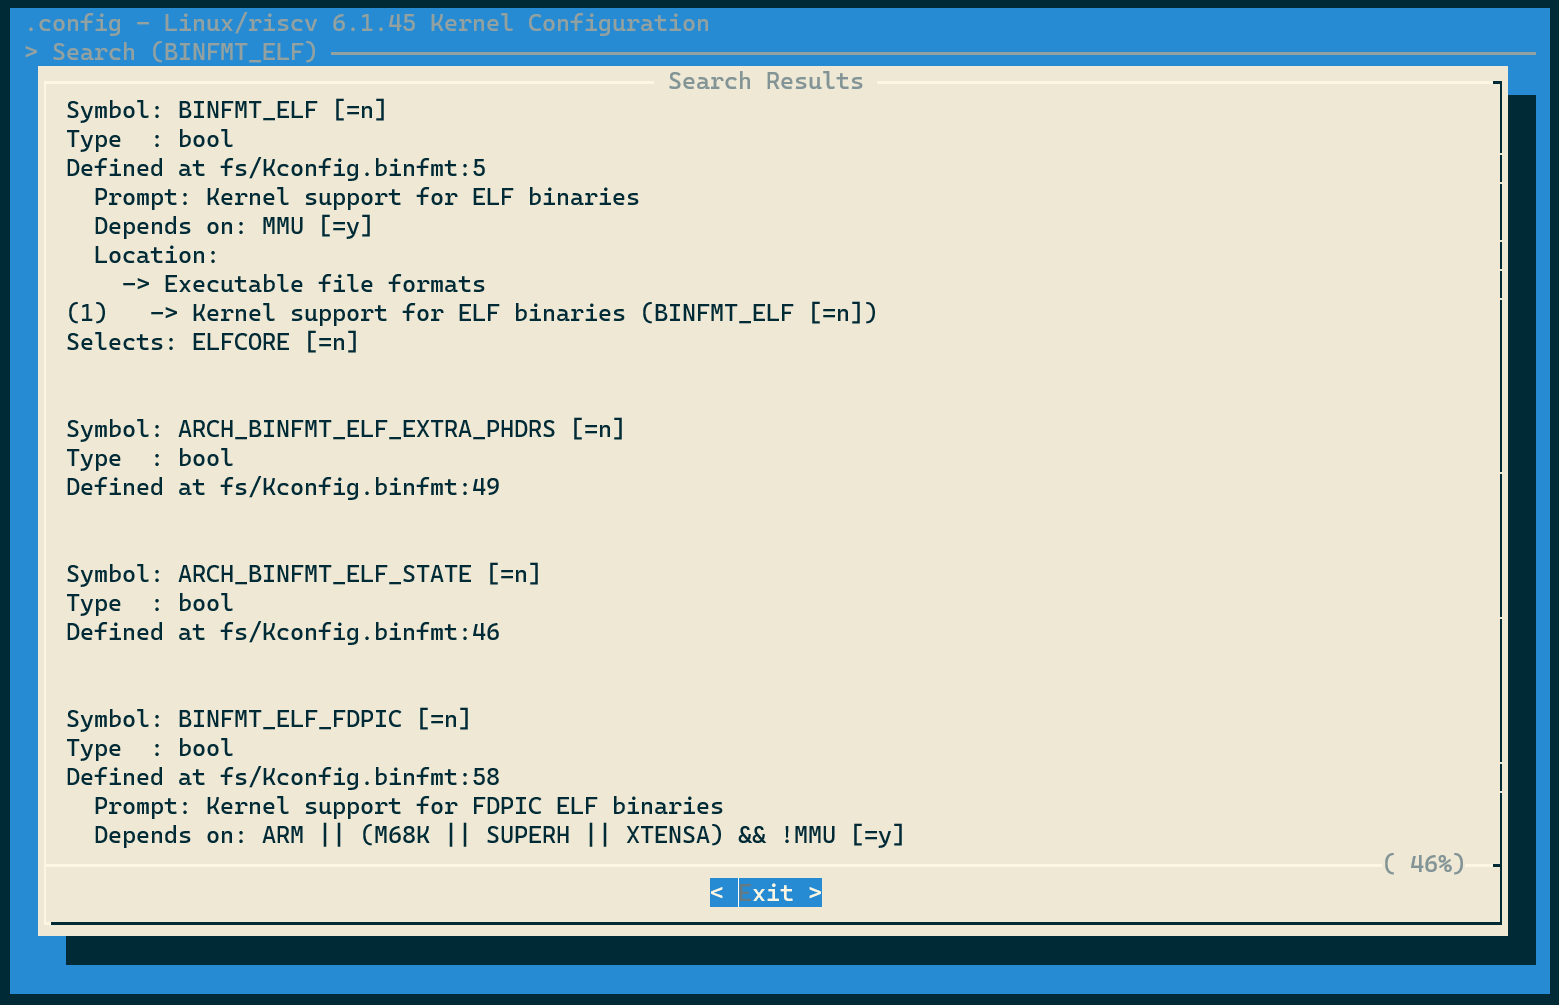 .config - Linux/riscv 6.1.45 Kernel Configuration
> Search (BINFMT_ELF)
Search Results
Symbol: BINFMT_ELF [=n]
Type  : bool
Defined at fs/Kconfig.binfmt:5
  Prompt: Kernel support for ELF binaries
  Depends on: MMU [=y]
  Location:
    -> Executable file formats
(1)   -> Kernel support for ELF binaries (BINFMT_ELF [=n])
Selects: ELFCORE [=n]
Symbol: ARCH_BINFMT_ELF_EXTRA_PHDRS [=n]
Type  : bool
Defined at fs/Kconfig.binfmt:49
Symbol: ARCH_BINFMT_ELF_STATE [=n]
Type  : bool
Defined at fs/Kconfig.binfmt:46
Symbol: BINFMT_ELF_FDPIC [=n]
Type  : bool
Defined at fs/Kconfig.binfmt:58
  Prompt: Kernel support for FDPIC ELF binaries
  Depends on: ARM || (M68K || SUPERH || XTENSA) && !MMU [=y]
( 46%)
< Exit >